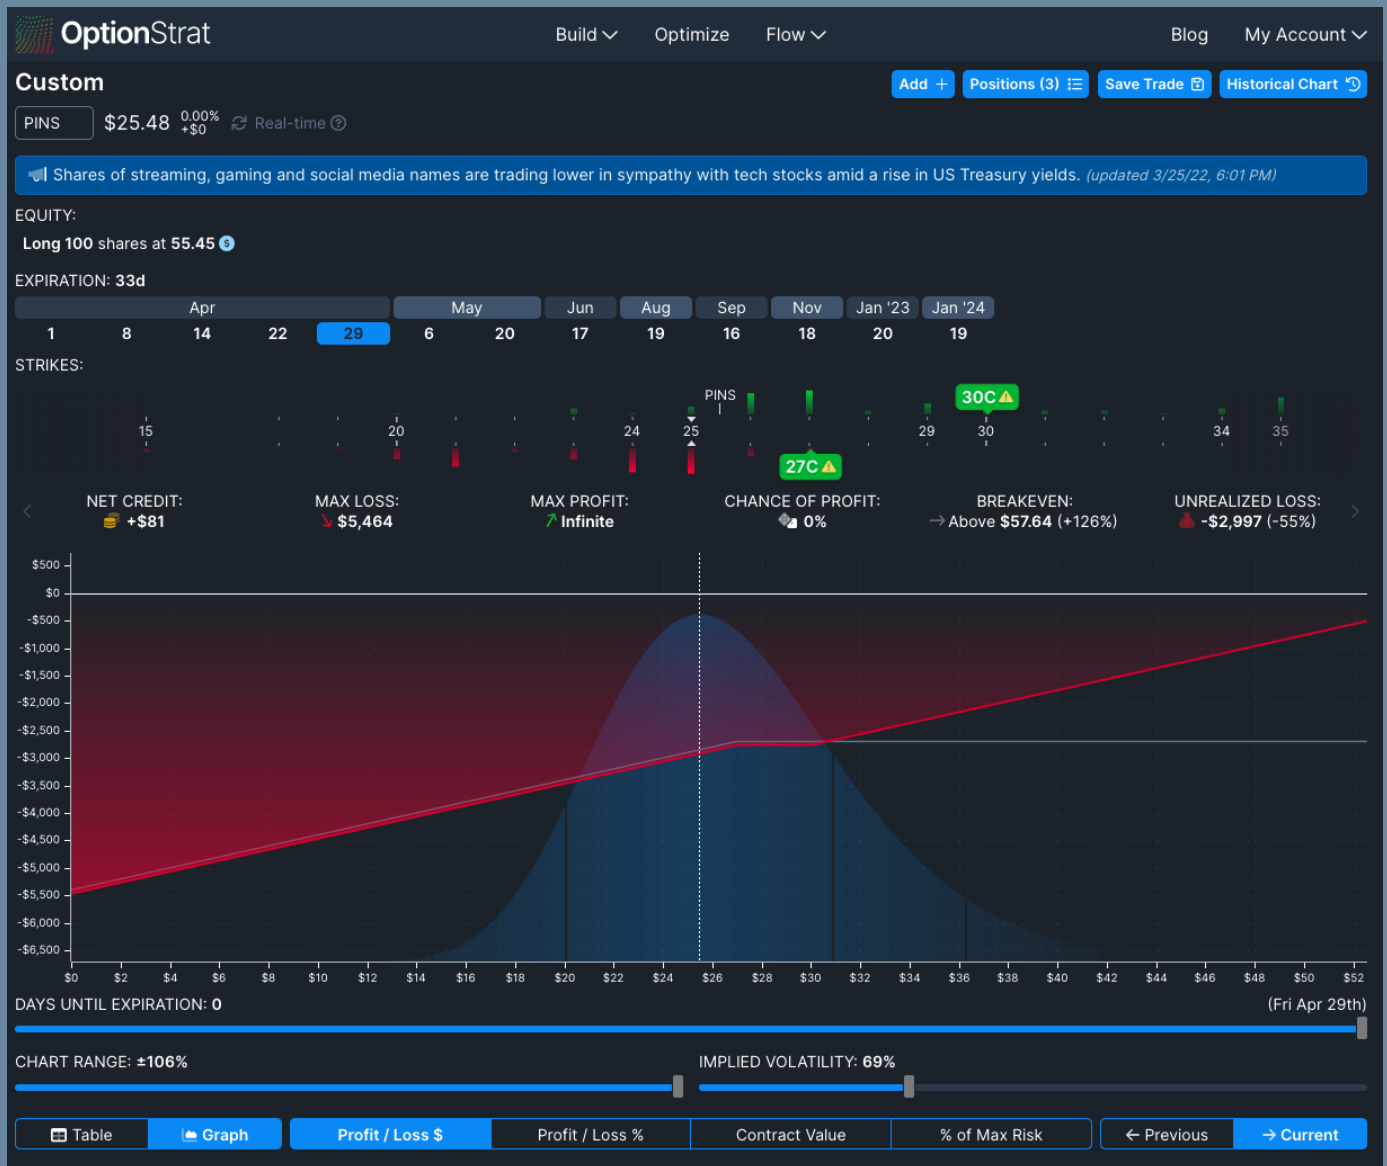 OptionStrat Build Optimize Flow Blog My Account
Custom Add + Positions (3) Save Trade Historical Chart
PINS $25.48 0.00% Real-time
+$0
Shares of streaming, gaming and social media names are trading lower in sympathy with tech stocks amid a rise in US Treasury yields. (updated 3/25/22, 6:01 PM)
EQUITY:
Long 100 shares at 55.45
EXPIRATION: 33d
Apr May Jun Aug Sep Nov Jan '23 Jan '24
1 8 14 22 29 6 20 17 19 16 18 20 19
STRIKES:
PINS 30C
15 20 24 25 29 30 34 35
27C
NET CREDIT: MAX LOSS: MAX PROFIT: CHANCE OF PROFIT: BREAKEVEN: UNREALIZED LOSS:
+$81 $5,464 Infinite 0% Above $57.64 (+126%) -$2,997 (-55%)
$500
$0
-$500
-$1,000
-$1,500
-$2,000
-$2,500
-$3,000
-$3,500
-$4,000
-$4,500
-$5,000
-$5,500
-$6,000
-$6,500
$0 $2 $4 $6 $8 $10 $12 $14 $16 $18 $20 $22 $24 $26 $28 $30 $32 $34 $36 $38 $40 $42 $44 $46 $48 $50 $52
DAYS UNTIL EXPIRATION: 0 (Fri Apr 29th)
CHART RANGE: ±106% IMPLIED VOLATILITY: 69%
Table Graph Profit / Loss $ Profit / Loss % Contract Value % of Max Risk ← Previous → Current